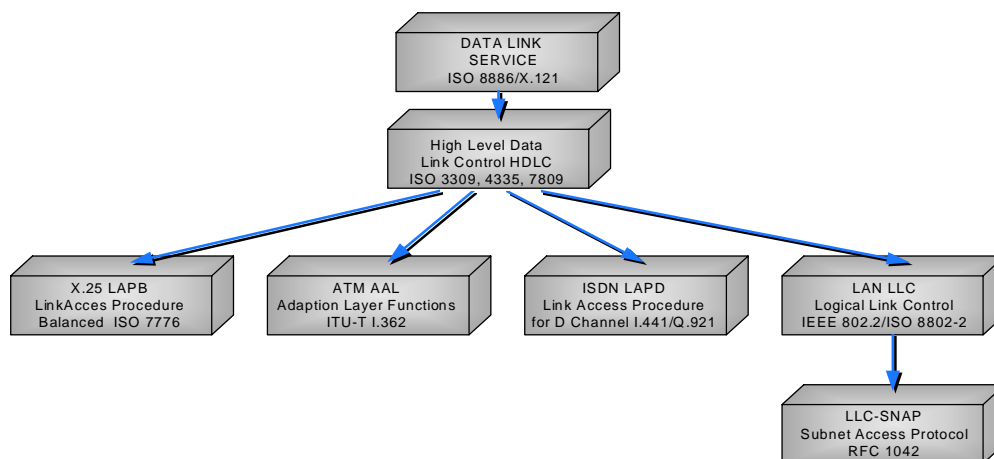 DATA LINK
SERVICE
ISO 8886/X.121
High Level Data
Link Control HDLC
ISO 3309, 4335, 7809
X.25 LAPB
LinkAcces Procedure
Balanced ISO 7776
ATM AAL
Adaption Layer Functions
ITU-T I.362
ISDN LAPD
Link Access Procedure
for D Channel I.441/Q.921
LAN LLC
Logical Link Control
IEEE 802.2/ISO 8802-2
LLC-SNAP
Subnet Access Protocol
RFC 1042